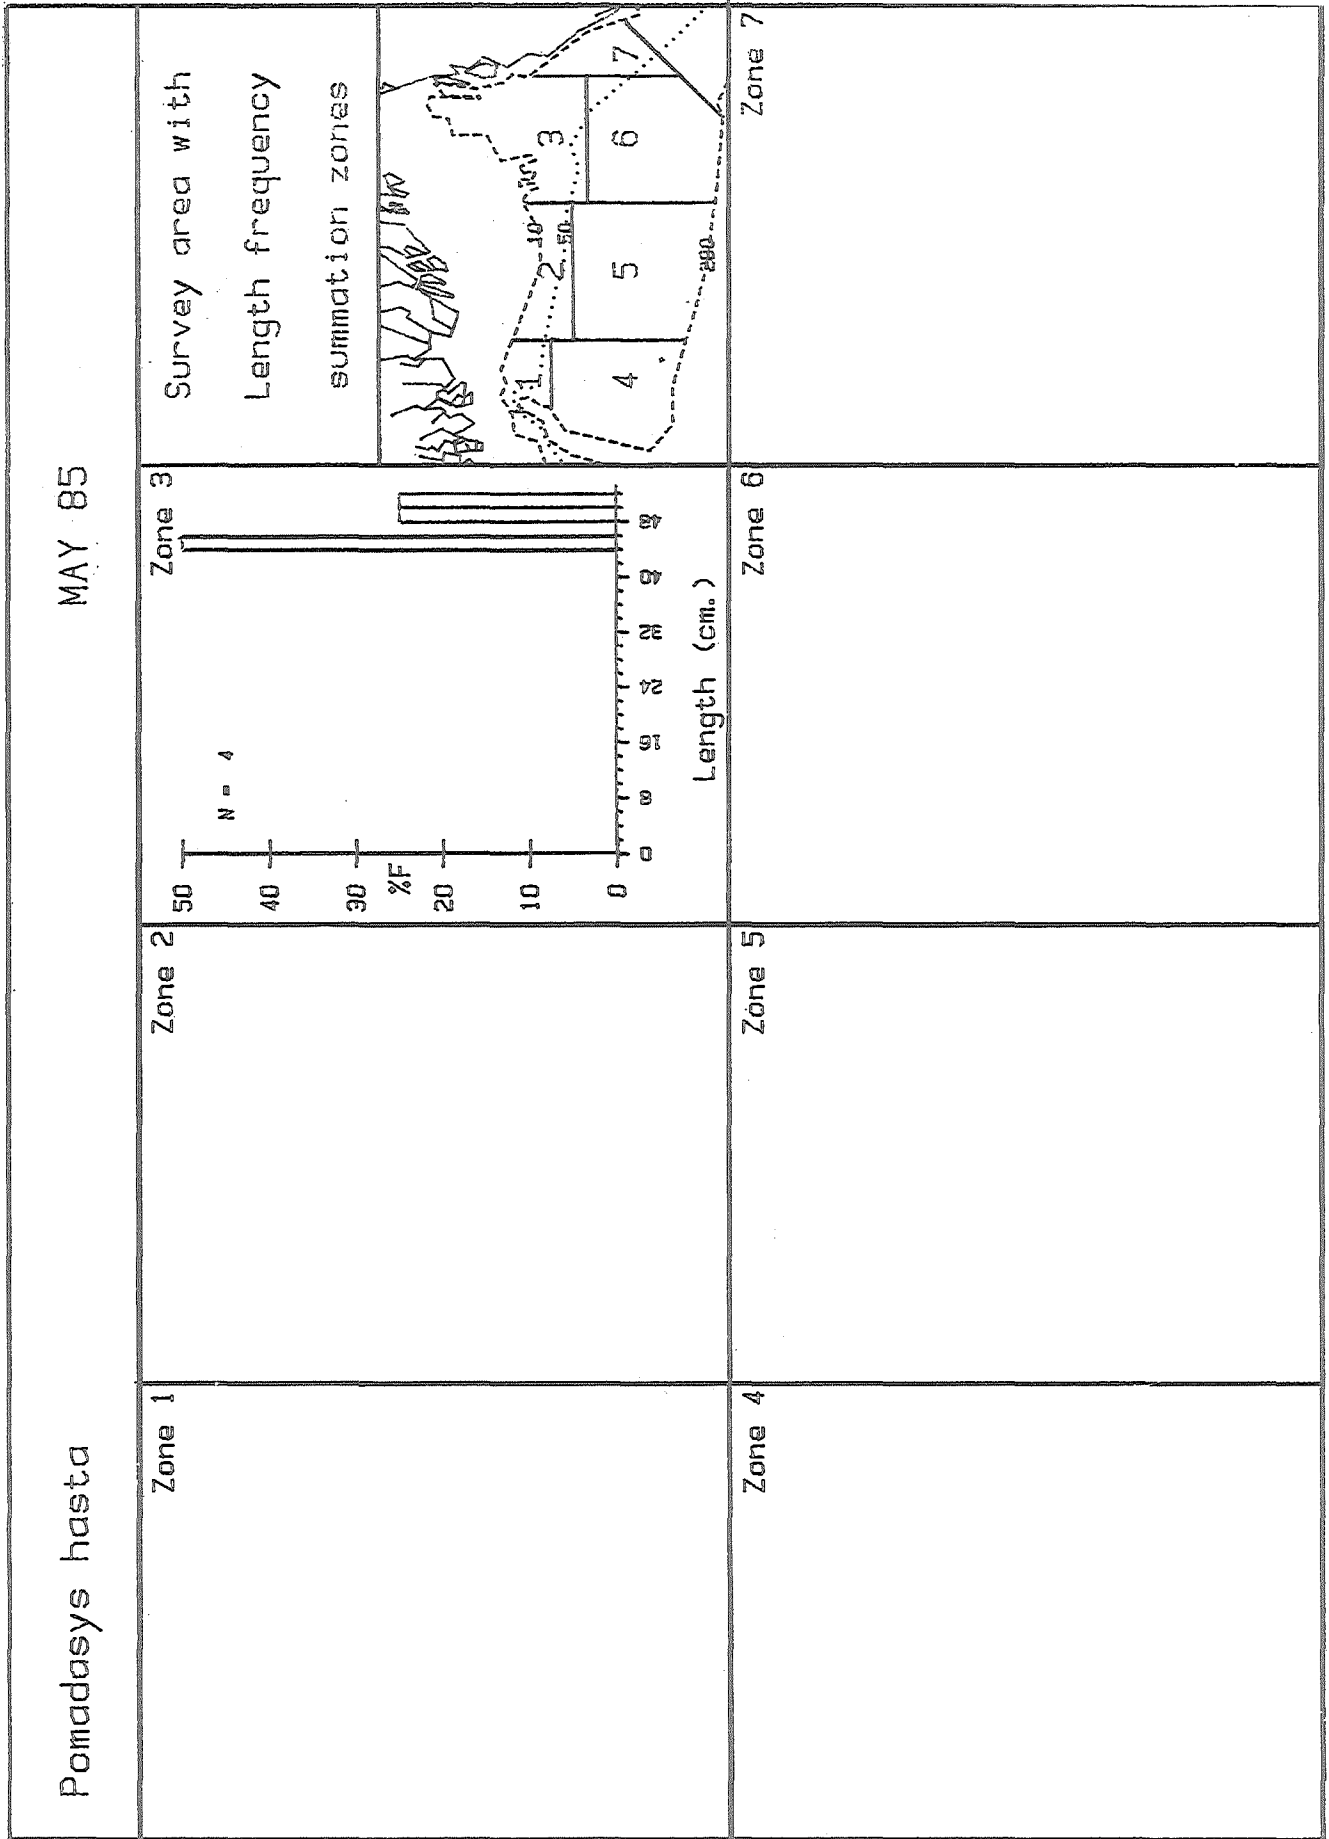 Pomadasys hasta
MAY 85
Zone 1
Zone 2
Zone 3
N = 4
50
40
30
%F
20
10
0
0 8 16 24 32 40 48
Length (cm.)
Survey area with
Length frequency
summation zones
10
50
200
1
2
3
4
5
6
7
Zone 4
Zone 5
Zone 6
Zone 7